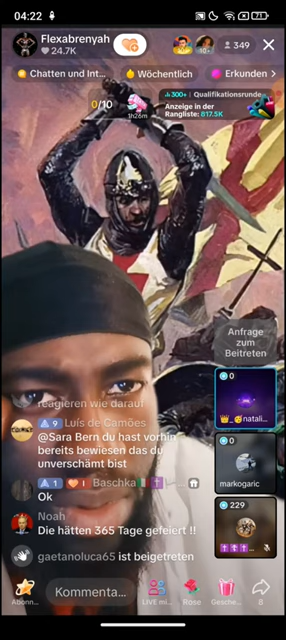 04:22
71
Flexabrenyah
24.7K
10+
349
Chatten und Int...
Wöchentlich
Erkunden
0/10
1h26m
300+ | Qualifikationsrunde
Anzeige in der
Rangliste: 817.5K
Anfrage
zum
Beitreten
0
natali...
0
markogaric
229
reagieren wie darauf
9 Luís de Camões
@Sara Bern du hast vorhin
bereits bewiesen das du
unverschämt bist
1 I Baschka
Ok
Noah
Die hätten 365 Tage gefeiert !!
gaetanoluca65 ist beigetreten
Abonn...
Kommenta...
LIVE mi...
Rose
Gesche...
8